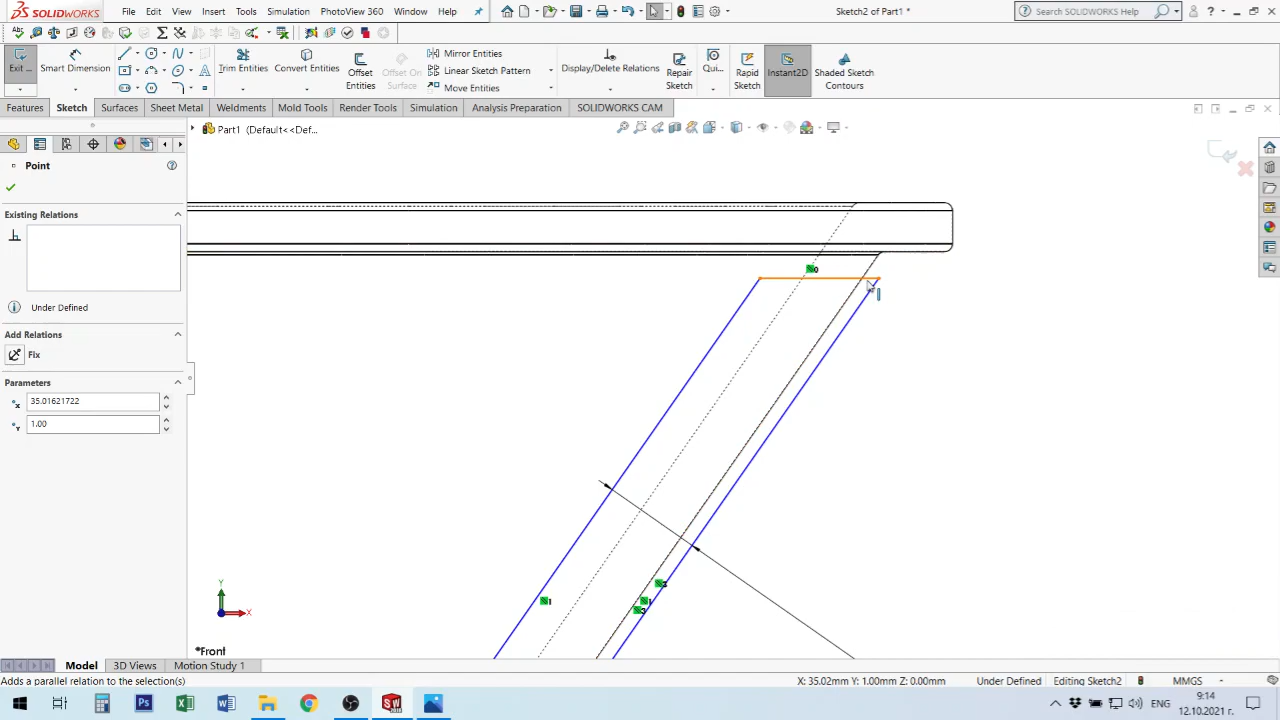 SOLIDWORKS File Edit View Insert Tools Simulation PhotoView 360 Window Help Sketch2 of Part1 * Search SOLIDWORKS Help
Exit ... Smart Dimension Trim Entities Convert Entities Offset Entities Offset On Surface Mirror Entities Linear Sketch Pattern Move Entities Display/Delete Relations Repair Sketch Qui... Rapid Sketch Instant2D Shaded Sketch Contours
Features Sketch Surfaces Sheet Metal Weldments Mold Tools Render Tools Simulation Analysis Preparation SOLIDWORKS CAM
Part1 (Default<<Def...
Point
Existing Relations
Under Defined
Add Relations
Fix
Parameters
35.01621722
1.00
Y
X
*Front
Model 3D Views Motion Study 1
Adds a parallel relation to the selection(s) X: 35.02mm Y: 1.00mm Z: 0.00mm Under Defined Editing Sketch2 MMGS
ENG 9:14
12.10.2021 г.